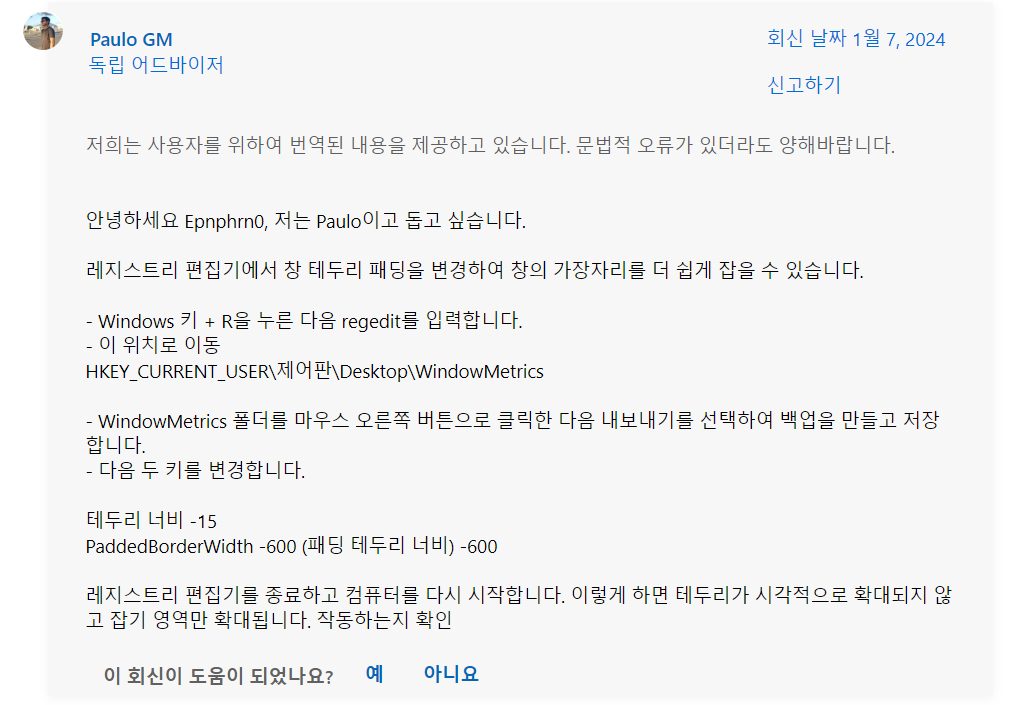 Paulo GM
독립 어드바이저
회신 날짜 1월 7, 2024
신고하기
저희는 사용자를 위하여 번역된 내용을 제공하고 있습니다. 문법적 오류가 있더라도 양해바랍니다.
안녕하세요 Epnphrn0, 저는 Paulo이고 돕고 싶습니다.
레지스트리 편집기에서 창 테두리 패딩을 변경하여 창의 가장자리를 더 쉽게 잡을 수 있습니다.
- Windows 키 + R을 누른 다음 regedit를 입력합니다.
- 이 위치로 이동
HKEY_CURRENT_USER\제어판\Desktop\WindowMetrics
- WindowMetrics 폴더를 마우스 오른쪽 버튼으로 클릭한 다음 내보내기를 선택하여 백업을 만들고 저장
합니다.
- 다음 두 키를 변경합니다.
테두리 너비 -15
PaddedBorderWidth -600 (패딩 테두리 너비) -600
레지스트리 편집기를 종료하고 컴퓨터를 다시 시작합니다. 이렇게 하면 테두리가 시각적으로 확대되지 않
고 잡기 영역만 확대됩니다. 작동하는지 확인
이 회신이 도움이 되었나요? 예 아니요